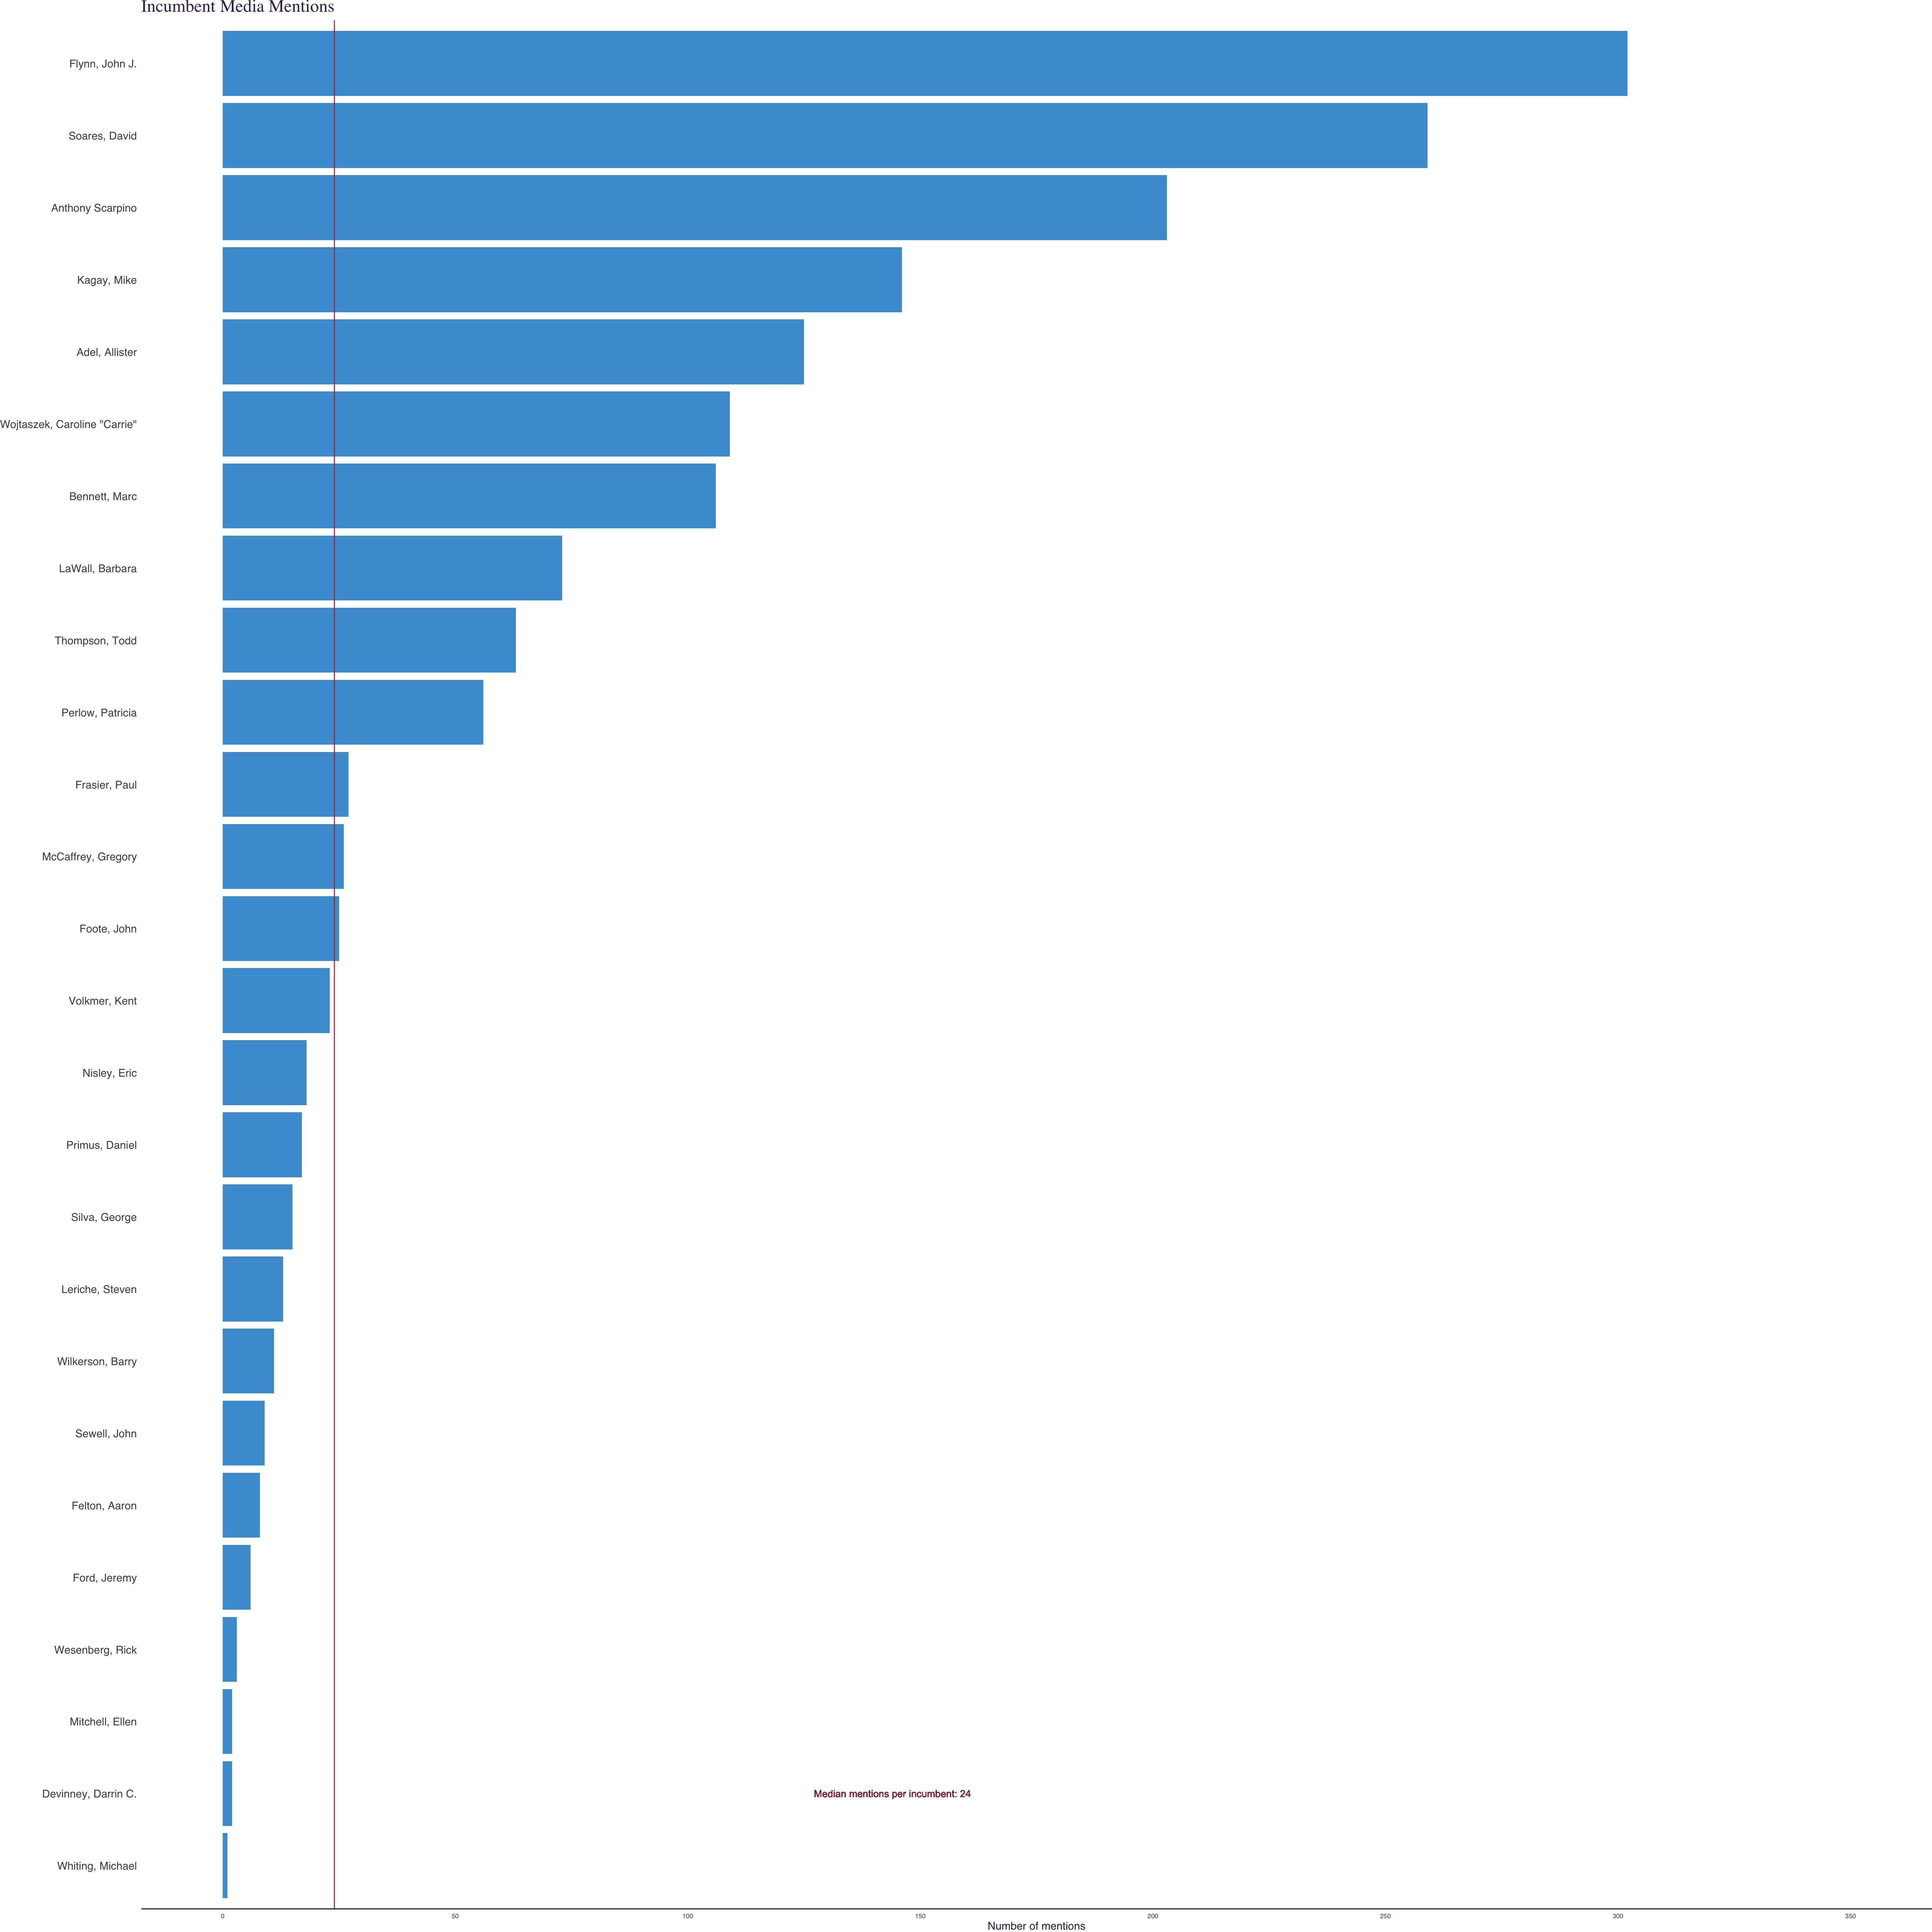 Incumbent Media Mentions
Flynn, John J.
Soares, David
Anthony Scarpino
Kagay, Mike
Adel, Allister
Wojtaszek, Caroline "Carrie"
Bennett, Marc
LaWall, Barbara
Thompson, Todd
Perlow, Patricia
Frasier, Paul
McCaffrey, Gregory
Foote, John
Volkmer, Kent
Nisley, Eric
Primus, Daniel
Silva, George
Leriche, Steven
Wilkerson, Barry
Sewell, John
Felton, Aaron
Ford, Jeremy
Wesenberg, Rick
Mitchell, Ellen
Devinney, Darrin C.
Median mentions per incumbent: 24
Whiting, Michael
0 50 100 150 200 250 300 350
Number of mentions